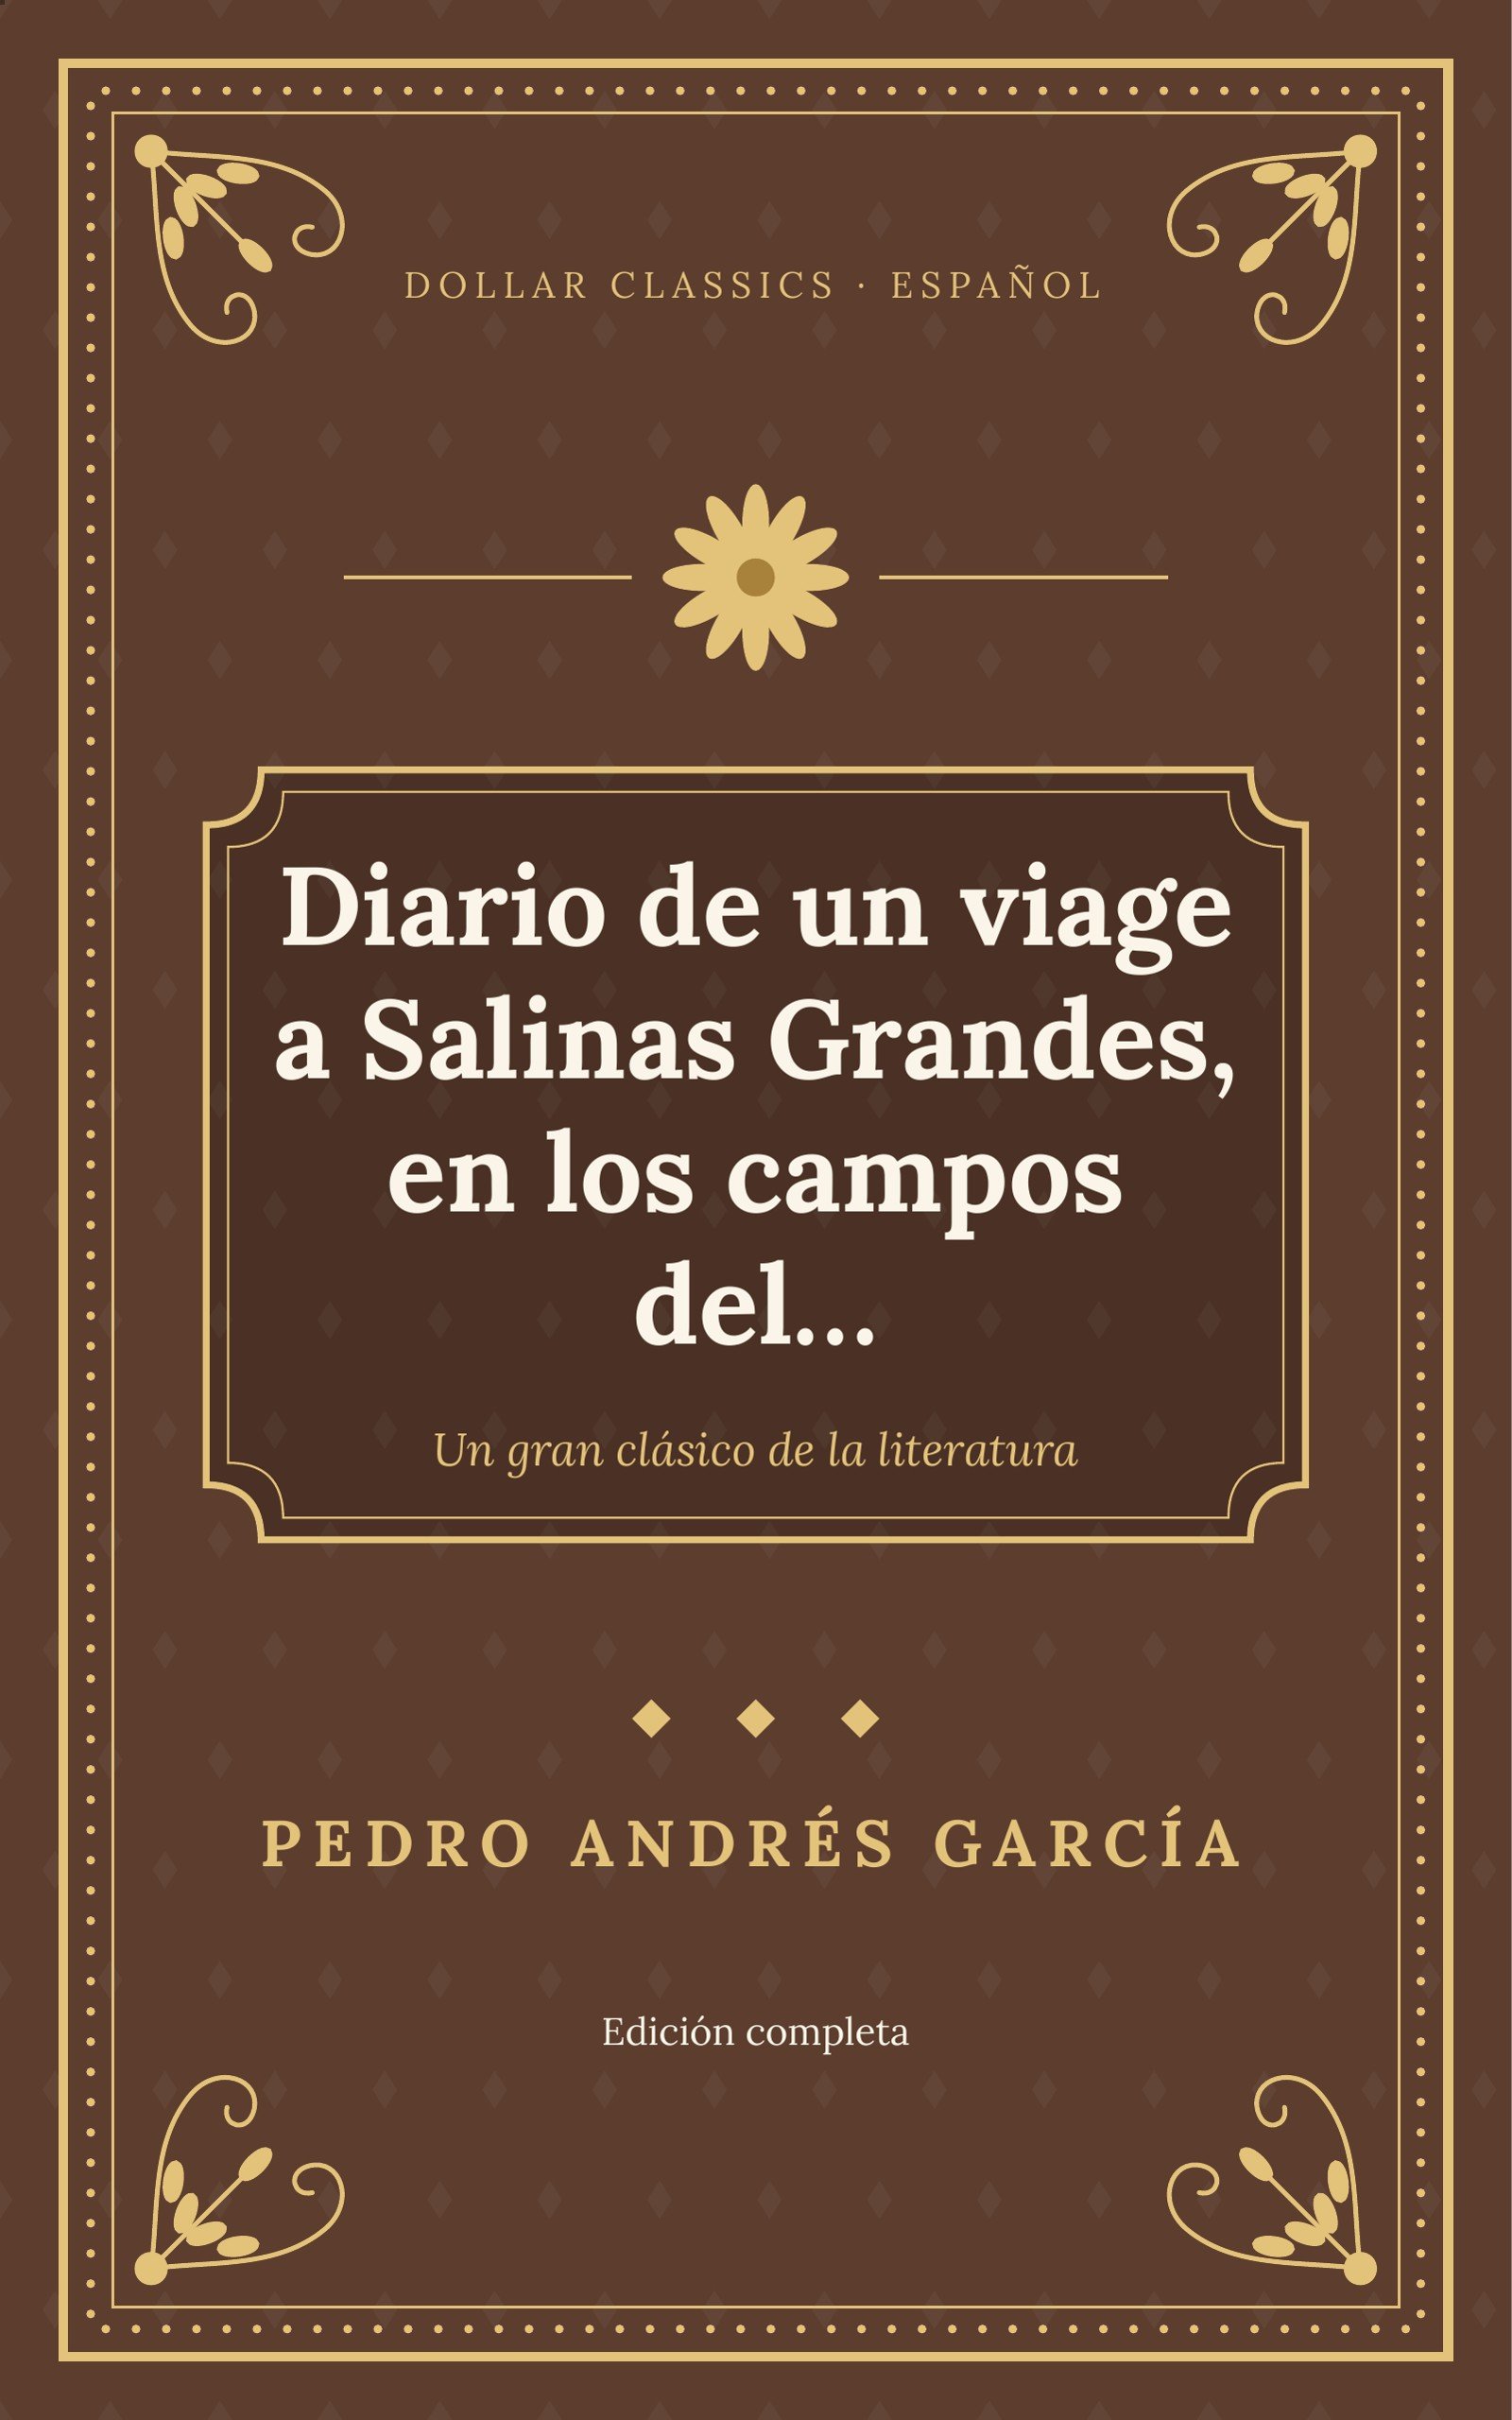 DOLLAR CLASSICS · ESPAÑOL
Diario de un viage
a Salinas Grandes,
en los campos
del...
Un gran clásico de la literatura
PEDRO ANDRÉS GARCÍA
Edición completa